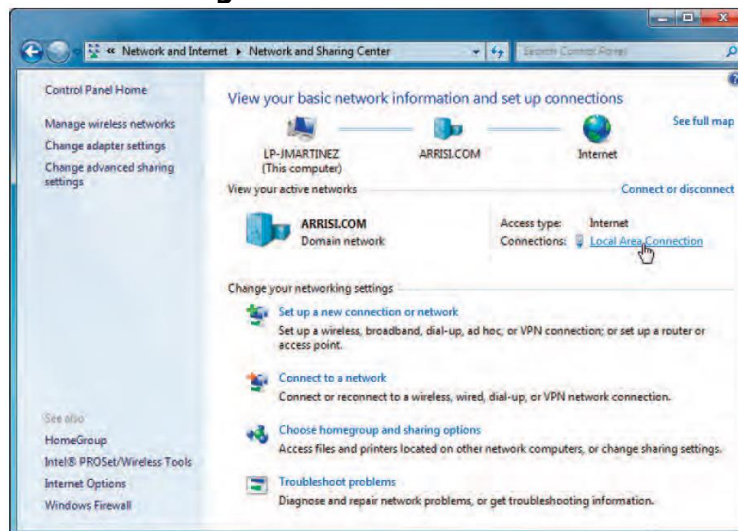 « Network and Internet ▸ Network and Sharing Center
Search Control Panel
Control Panel Home
Manage wireless networks
Change adapter settings
Change advanced sharing
settings
See also
HomeGroup
Intel® PROSet/Wireless Tools
Internet Options
Windows Firewall
View your basic network information and set up connections
See full map
LP-JMARTINEZ
(This computer)
ARRISI.COM
Internet
View your active networks
Connect or disconnect
ARRISI.COM
Domain network
Access type: Internet
Connections: Local Area Connection
Change your networking settings
Set up a new connection or network
Set up a wireless, broadband, dial-up, ad hoc, or VPN connection; or set up a router or
access point.
Connect to a network
Connect or reconnect to a wireless, wired, dial-up, or VPN network connection.
Choose homegroup and sharing options
Access files and printers located on other network computers, or change sharing settings.
Troubleshoot problems
Diagnose and repair network problems, or get troubleshooting information.